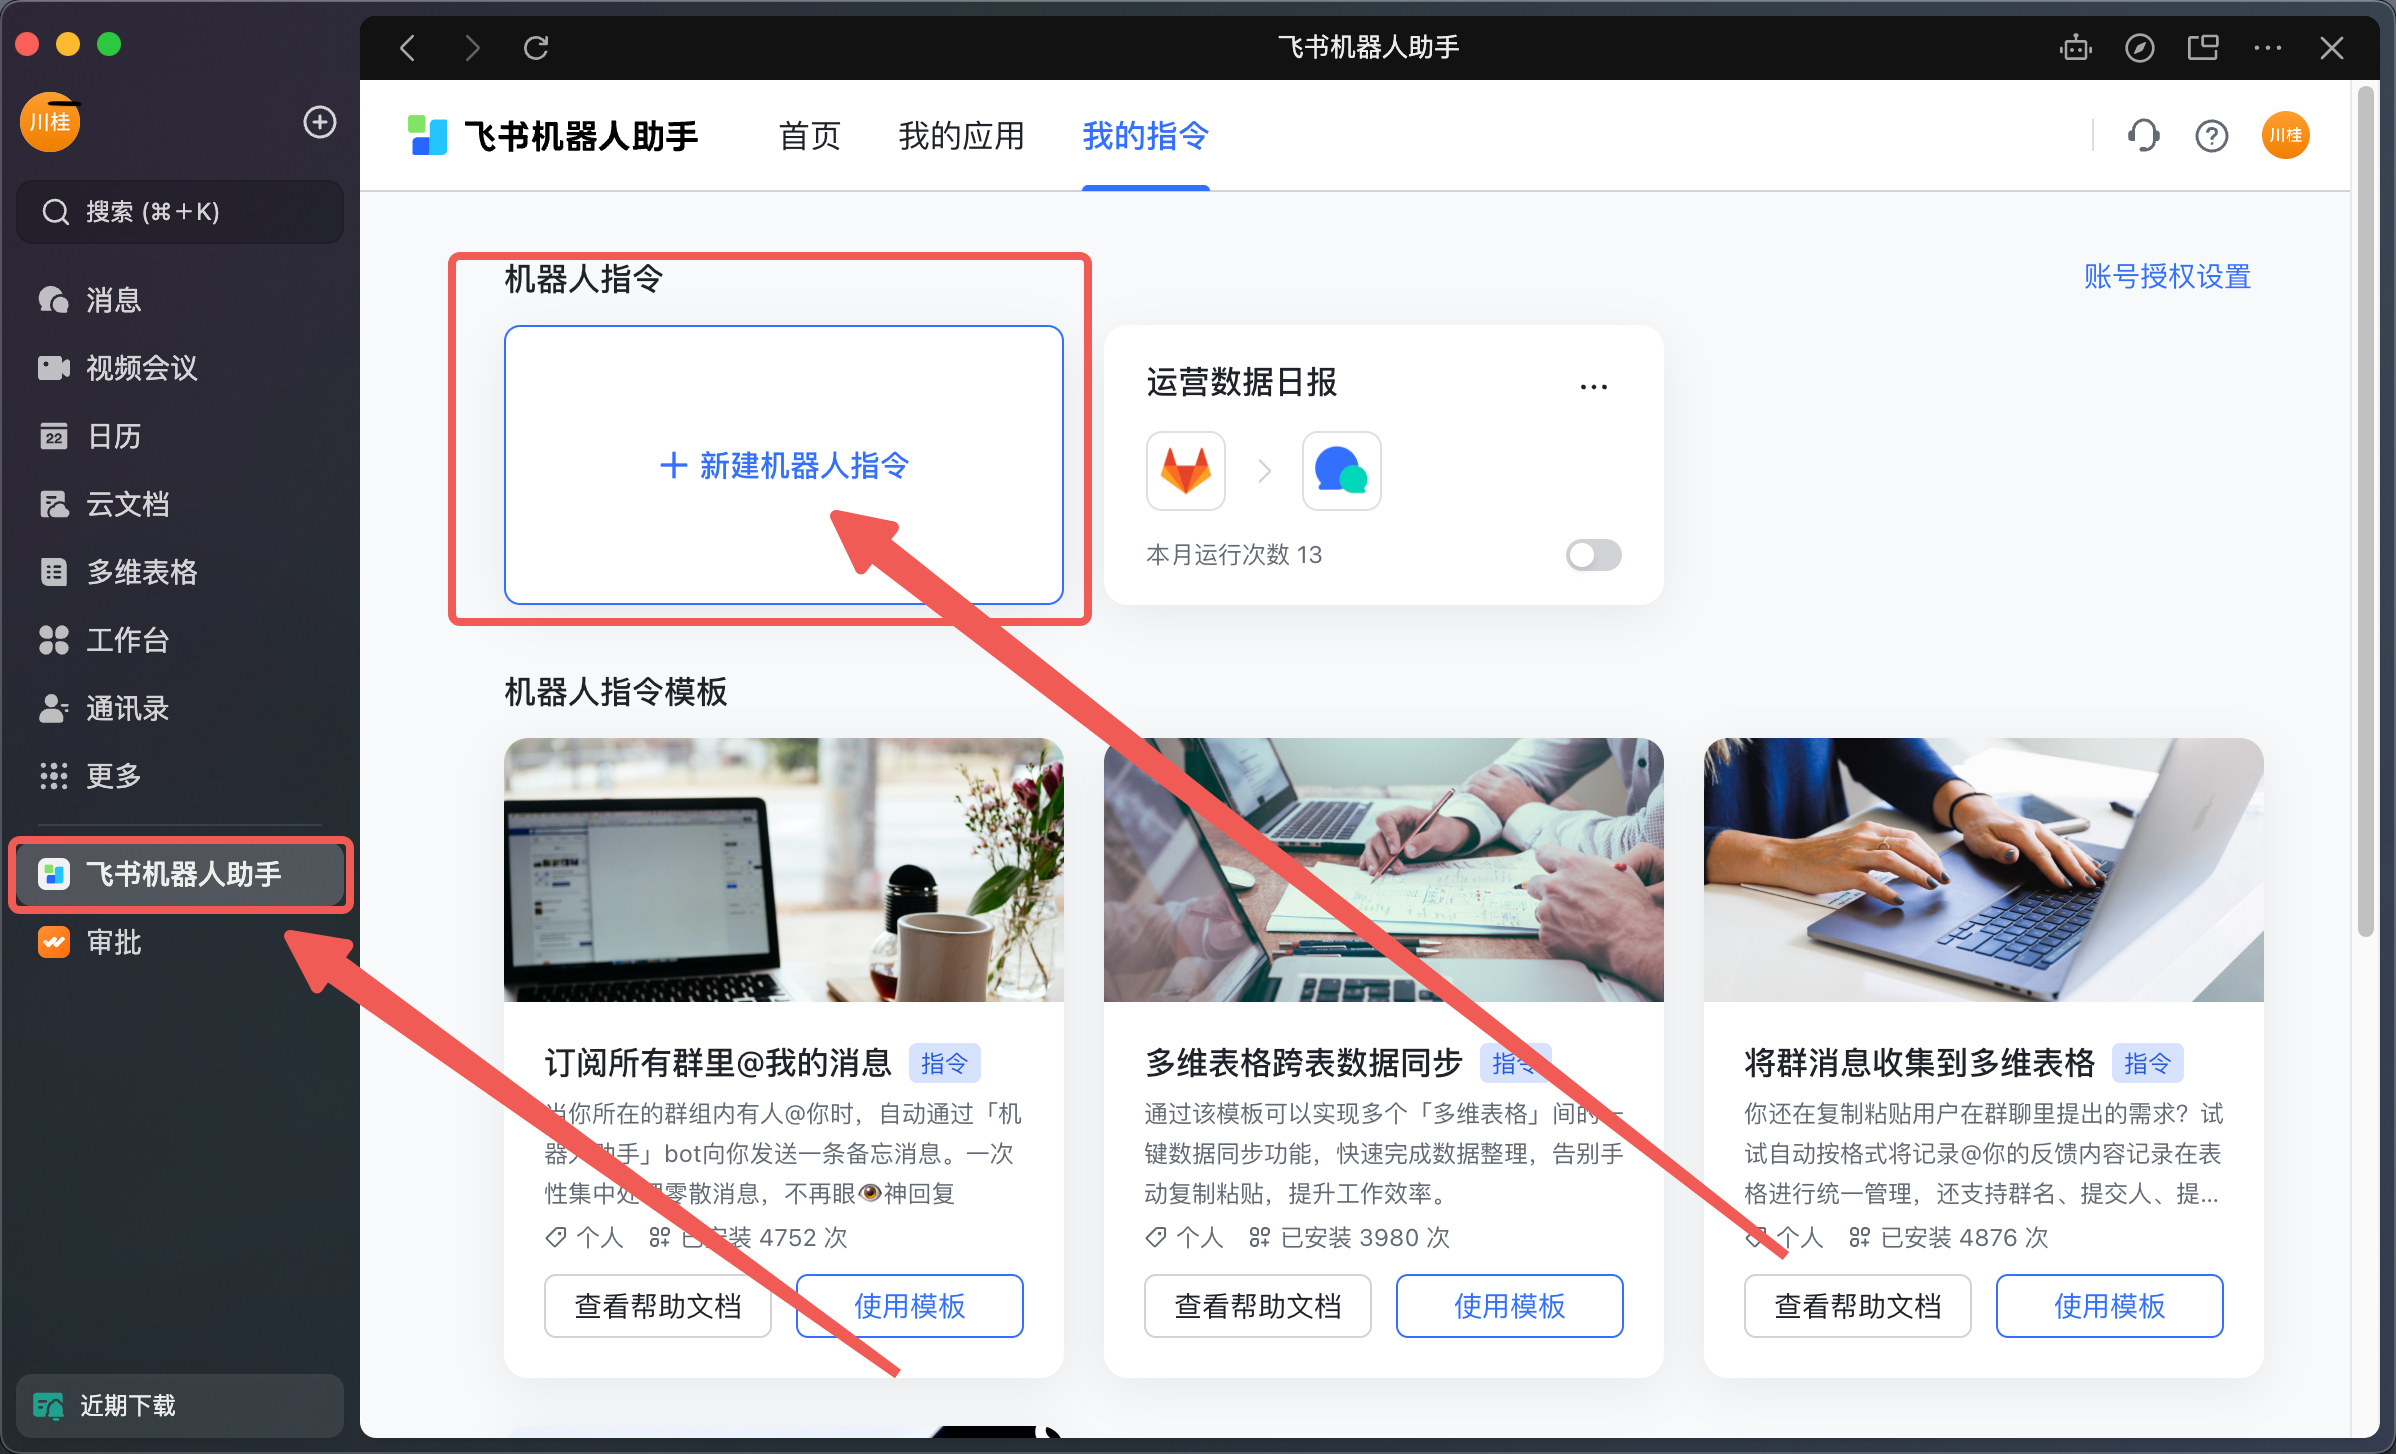 飞书机器人助手
川桂
搜索 (⌘+K)
消息
视频会议
22
日历
云文档
多维表格
工作台
通讯录
更多
飞书机器人助手
审批
近期下载
飞书机器人助手
首页
我的应用
我的指令
川桂
机器人指令
账号授权设置
+ 新建机器人指令
运营数据日报
...
本月运行次数 13
机器人指令模板
订阅所有群里@我的消息
指令
当你所在的群组内有人@你时，自动通过「机
器人助手」bot向你发送一条备忘消息。一次
性集中处理零散消息，不再眼👁神回复
个人
已安装 4752 次
查看帮助文档
使用模板
多维表格跨表数据同步
指令
通过该模板可以实现多个「多维表格」间的一
键数据同步功能，快速完成数据整理，告别手
动复制粘贴，提升工作效率。
个人
已安装 3980 次
查看帮助文档
使用模板
将群消息收集到多维表格
指令
你还在复制粘贴用户在群聊里提出的需求？试
试自动按格式将记录@你的反馈内容记录在表
格进行统一管理，还支持群名、提交人、提...
个人
已安装 4876 次
查看帮助文档
使用模板